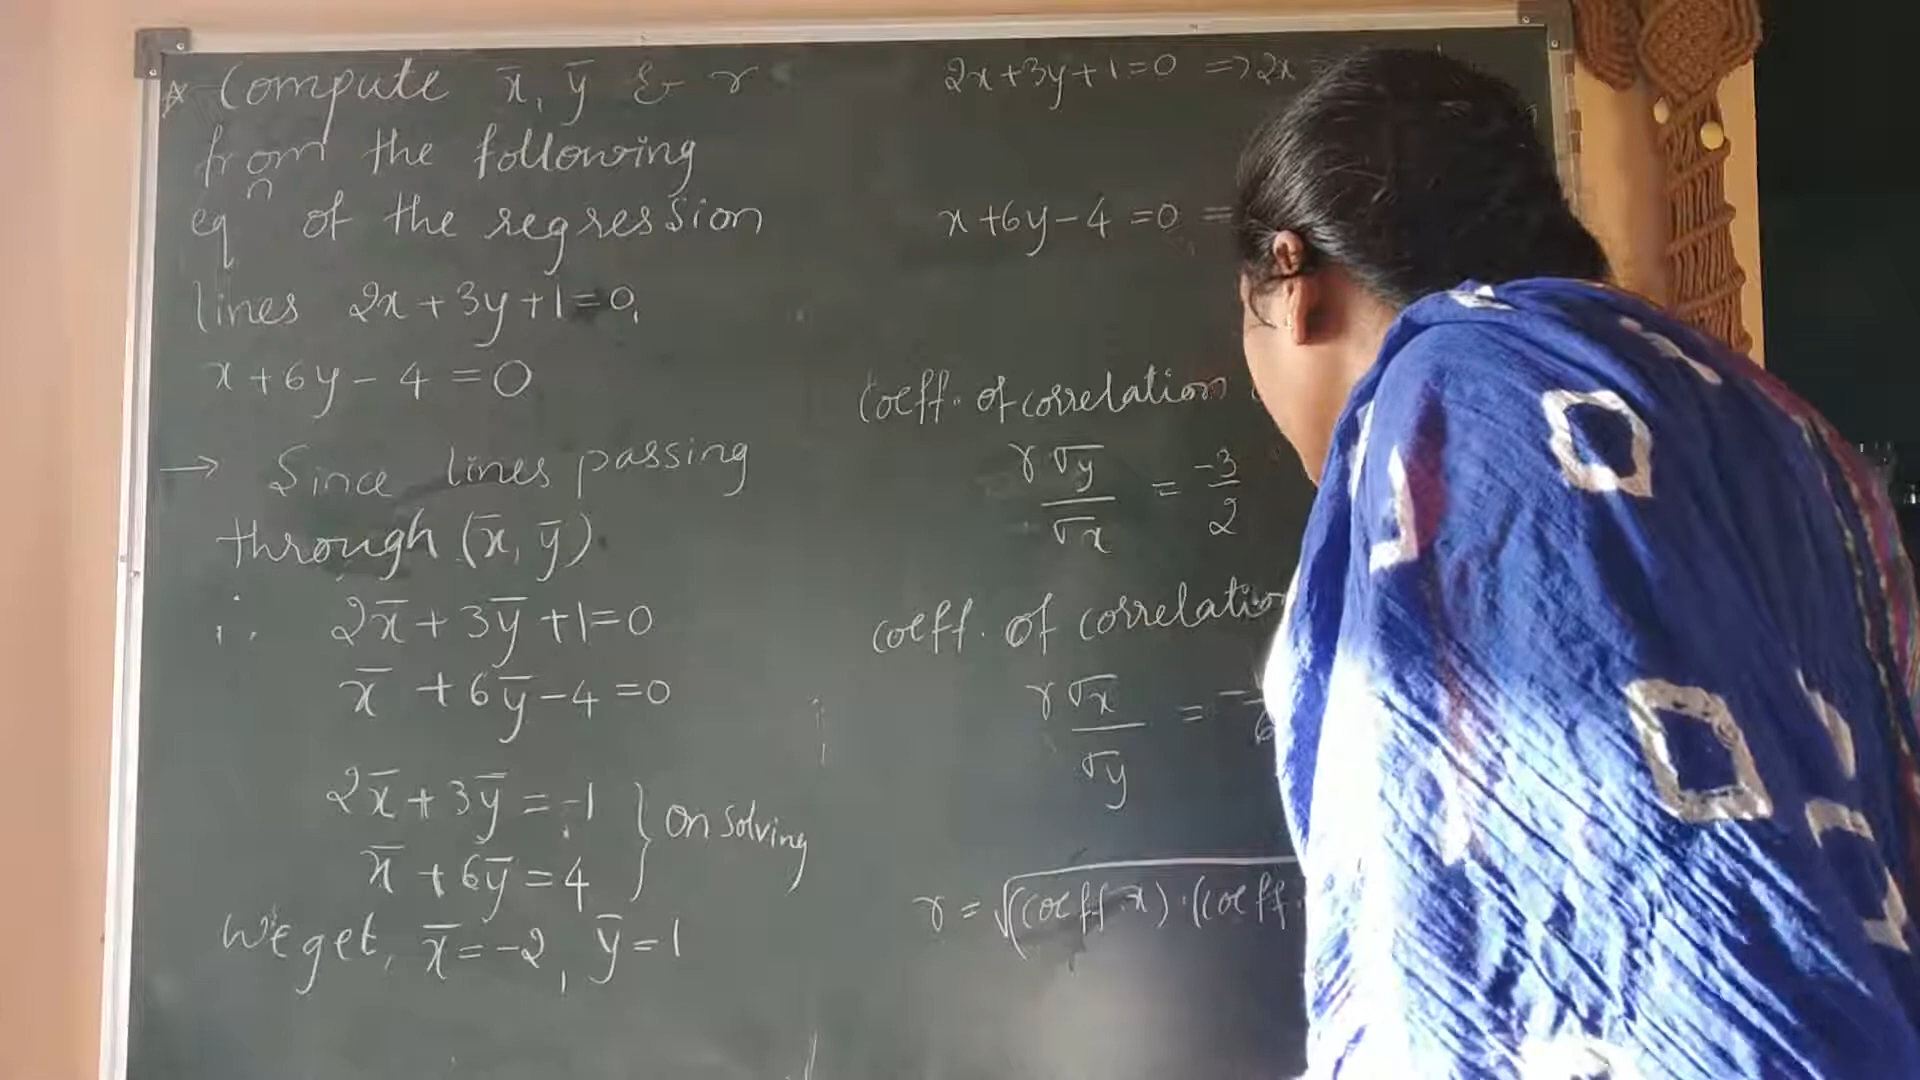 * Compute x̄, ȳ & r
from the following
eqⁿ of the regression
lines 2x+3y+1=0,
x+6y-4=0
→ Since lines passing
through (x̄, ȳ)
∴ 2x̄+3ȳ+1=0
x̄+6ȳ-4=0
2x̄+3ȳ=-1
x̄+6ȳ=4 } on solving
We get, x̄=-2, ȳ=1
2x+3y+1=0 ⇒2x
x+6y-4=0 =
Coeff. of correlation
r σy / σx = -3/2
coeff. of correlation
r σx / σy = -
r = √(coeff. x).(coeff.